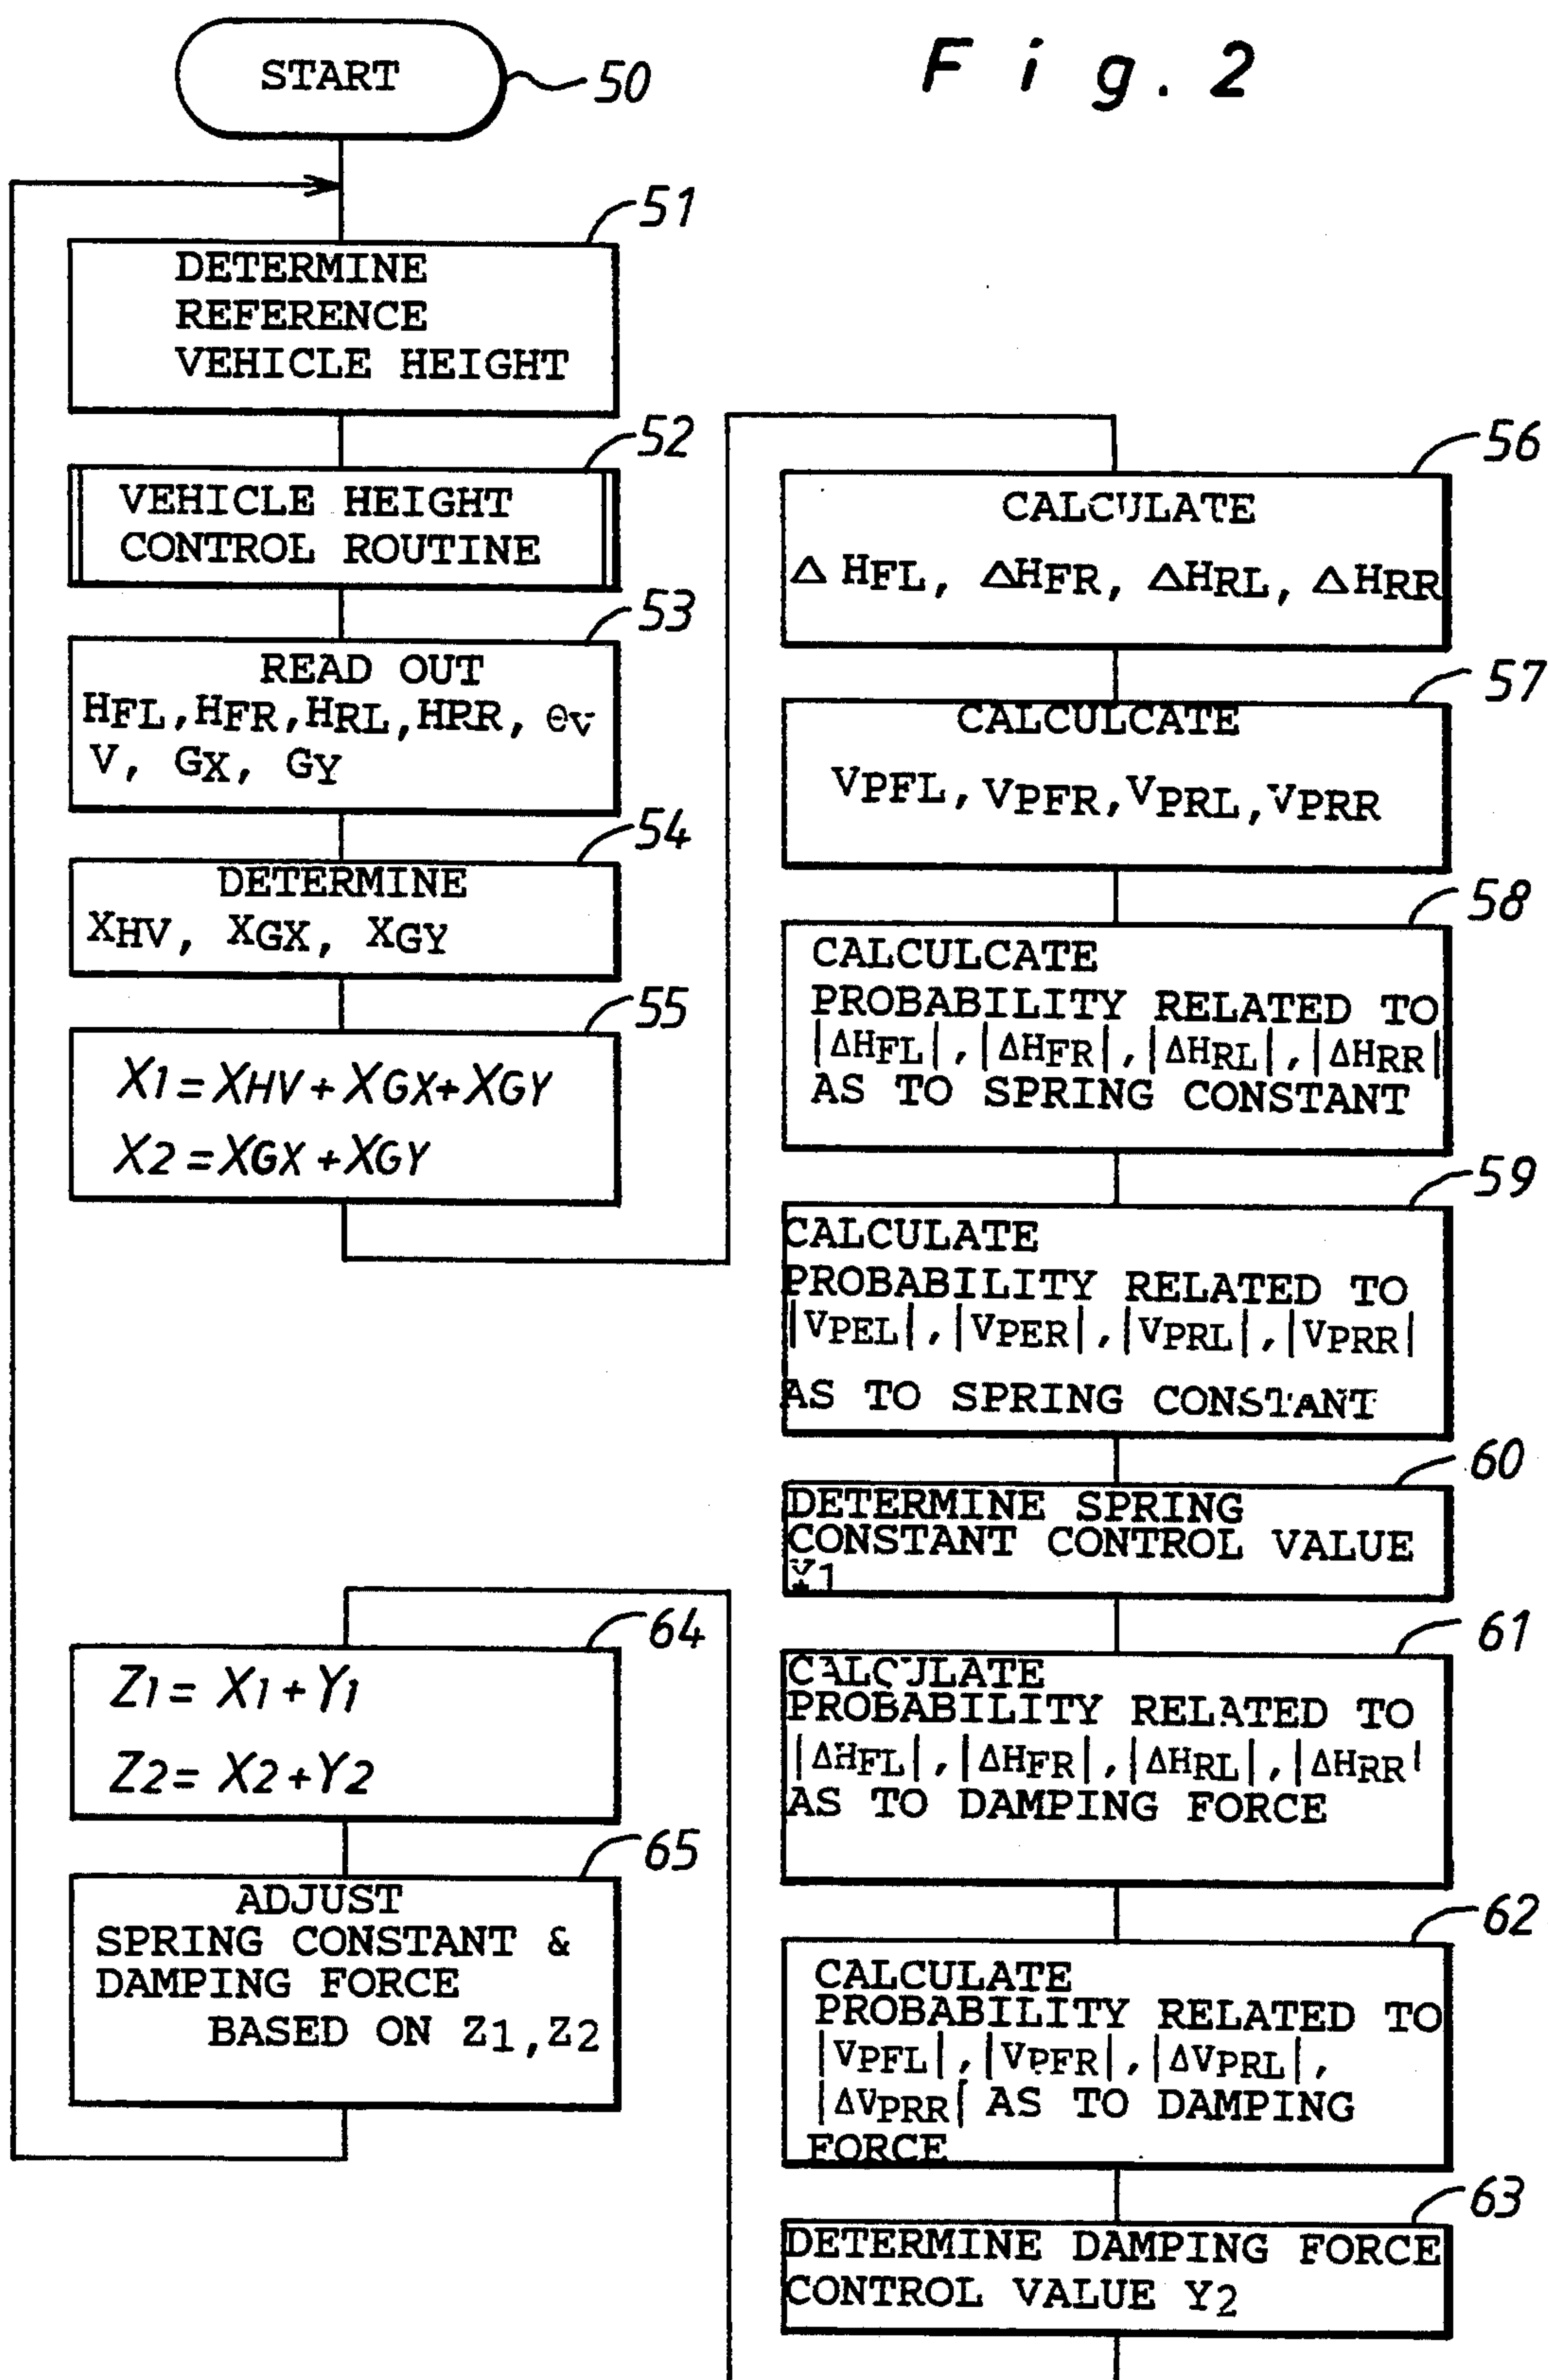 Fig. 2
START
50
51
DETERMINE
REFERENCE
VEHICLE HEIGHT
52
VEHICLE HEIGHT
CONTROL ROUTINE
53
READ OUT
HFL, HFR, HRL, HRR, θv
V, GX, GY
54
DETERMINE
XHV, XGX, XGY
55
X1 = XHV + XGX + XGY
X2 = XGX + XGY
56
CALCULATE
Δ HFL, ΔHFR, ΔHRL, ΔHRR
57
CALCULCATE
VPFL, VPFR, VPRL, VPRR
58
CALCULCATE
PROBABILITY RELATED TO
|ΔHFL|, |ΔHFR|, |ΔHRL|, |ΔHRR|
AS TO SPRING CONSTANT
59
CALCULATE
PROBABILITY RELATED TO
|VPEL|, |VPER|, |VPRL|, |VPRR|
AS TO SPRING CONSTANT
60
DETERMINE SPRING
CONSTANT CONTROL VALUE
Y1
61
CALCULATE
PROBABILITY RELATED TO
|ΔHFL|, |ΔHFR|, |ΔHRL|, |ΔHRR|
AS TO DAMPING FORCE
62
CALCULATE
PROBABILITY RELATED TO
|VPFL|, |VPFR|, |ΔVPRL|,
|ΔVPRR| AS TO DAMPING
FORCE
63
DETERMINE DAMPING FORCE
CONTROL VALUE Y2
64
Z1 = X1 + Y1
Z2 = X2 + Y2
65
ADJUST
SPRING CONSTANT &
DAMPING FORCE
BASED ON Z1, Z2